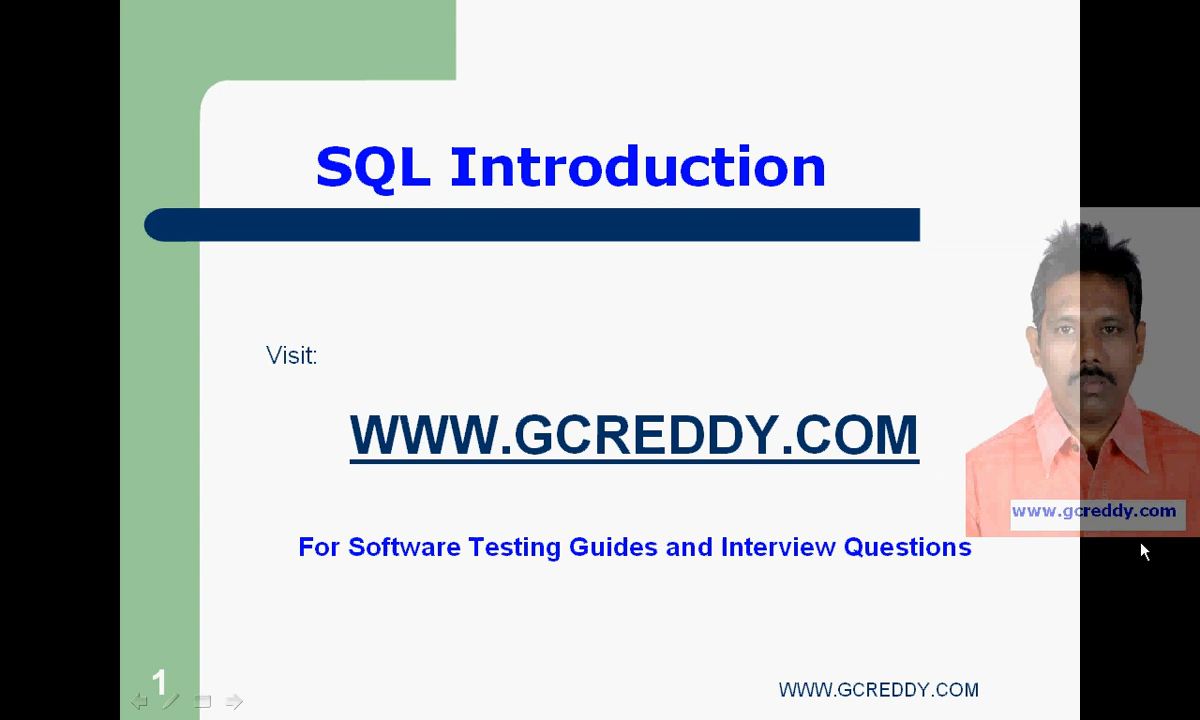 SQL Introduction
Visit:
WWW.GCREDDY.COM
www.gcreddy.com
For Software Testing Guides and Interview Questions
1
WWW.GCREDDY.COM